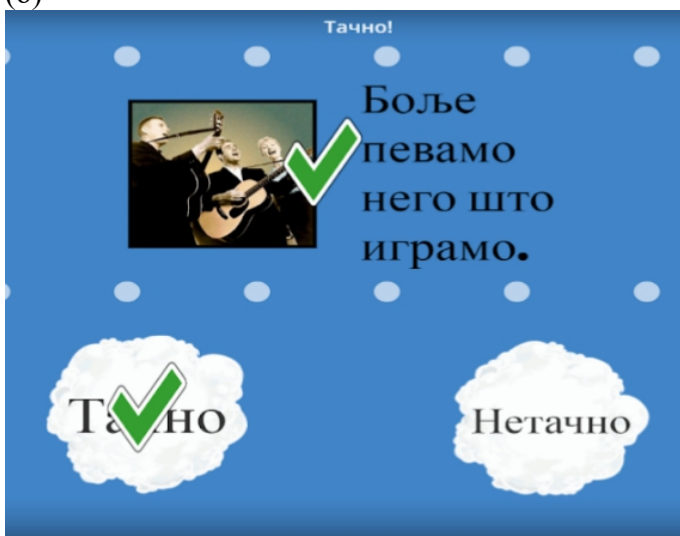 Тачно!
Боље
певамо
него што
играмо.
Тачно
Нетачно